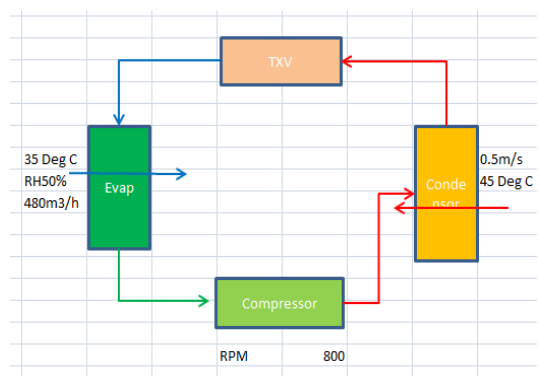 TXV
35 Deg C
RH50%
480m3/h
Evap
0.5m/s
45 Deg C
Conde
nsor
Compressor
RPM 800